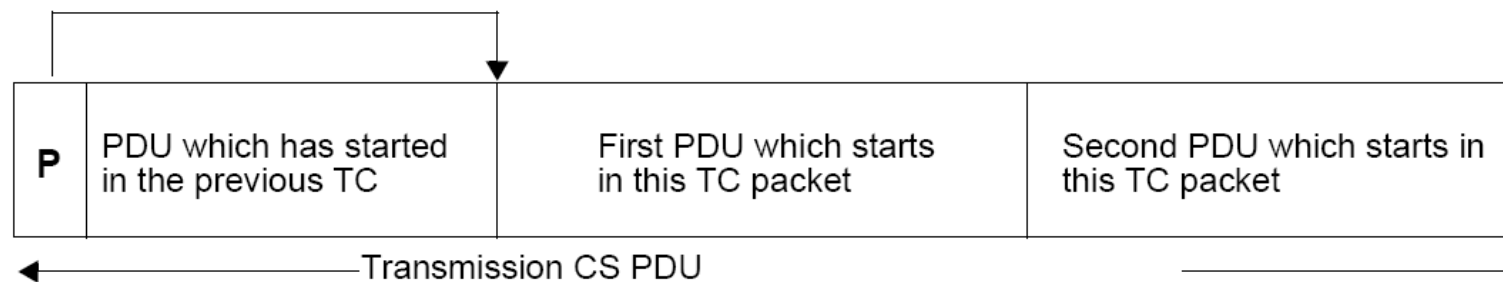 P
PDU which has started
in the previous TC
First PDU which starts
in this TC packet
Second PDU which starts in
this TC packet
Transmission CS PDU